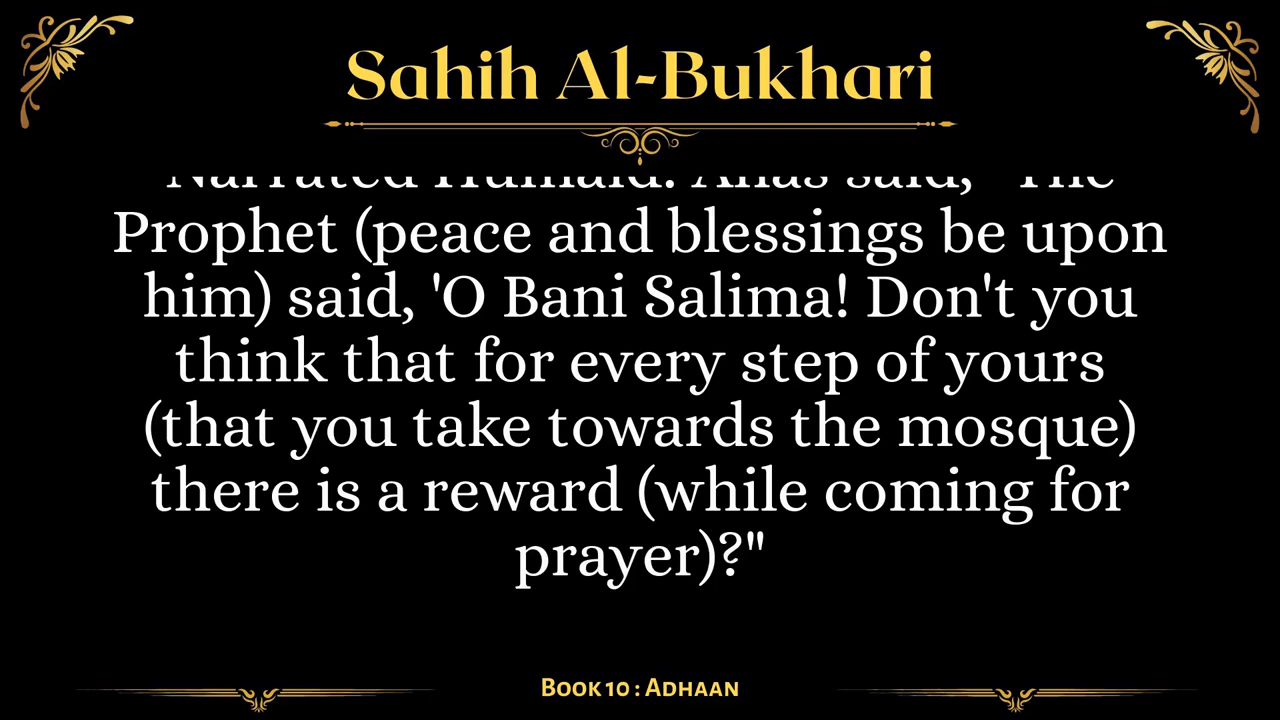 Sahih Al-Bukhari
Narrated Humaid: Anas said, "The
Prophet (peace and blessings be upon
him) said, 'O Bani Salima! Don't you
think that for every step of yours
(that you take towards the mosque)
there is a reward (while coming for
prayer)?"
Book 10 : Adhaan